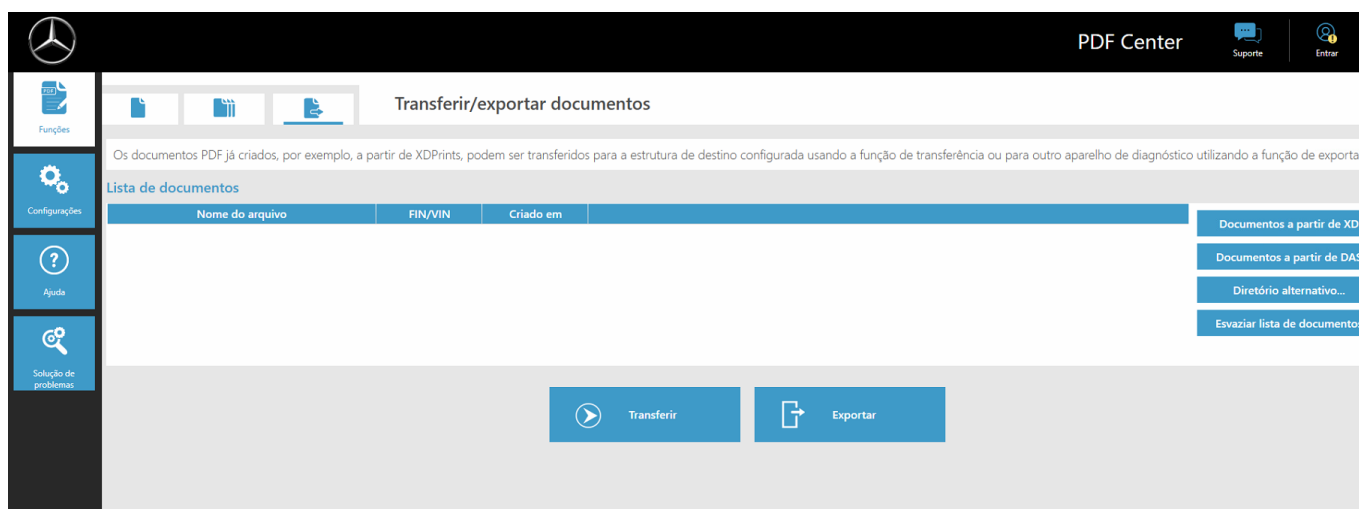 PDF Center
Suporte
Entrar
PDF
Funções
Transferir/exportar documentos
Os documentos PDF já criados, por exemplo, a partir de XDPrints, podem ser transferidos para a estrutura de destino configurada usando a função de transferência ou para outro aparelho de diagnóstico utilizando a função de exporta
Configurações
Lista de documentos
Nome do arquivo FIN/VIN Criado em
Documentos a partir de XD
Documentos a partir de DAS
Ajuda
Diretório alternativo...
Esvaziar lista de documentos
Solução de
problemas
Transferir
Exportar